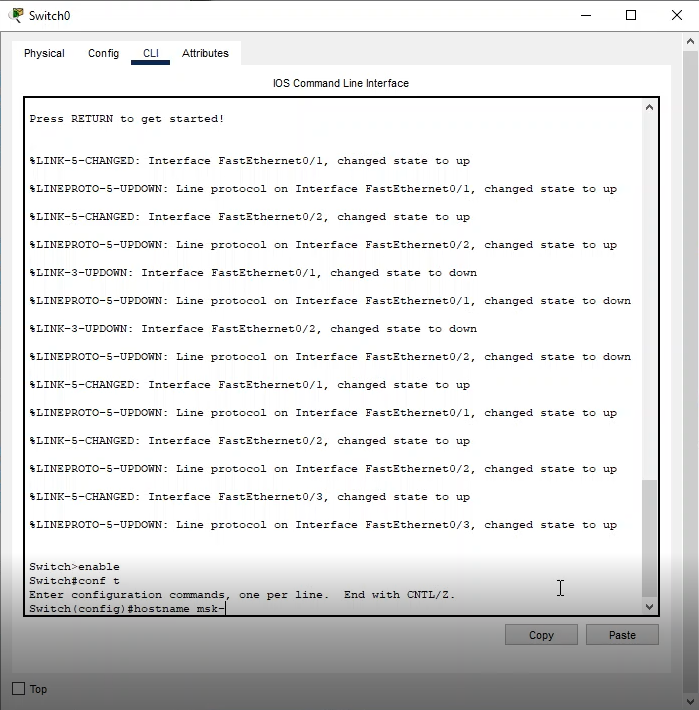 Switch0
Physical Config CLI Attributes
IOS Command Line Interface
Press RETURN to get started!
%LINK-5-CHANGED: Interface FastEthernet0/1, changed state to up
%LINEPROTO-5-UPDOWN: Line protocol on Interface FastEthernet0/1, changed state to up
%LINK-5-CHANGED: Interface FastEthernet0/2, changed state to up
%LINEPROTO-5-UPDOWN: Line protocol on Interface FastEthernet0/2, changed state to up
%LINK-3-UPDOWN: Interface FastEthernet0/1, changed state to down
%LINEPROTO-5-UPDOWN: Line protocol on Interface FastEthernet0/1, changed state to down
%LINK-3-UPDOWN: Interface FastEthernet0/2, changed state to down
%LINEPROTO-5-UPDOWN: Line protocol on Interface FastEthernet0/2, changed state to down
%LINK-5-CHANGED: Interface FastEthernet0/1, changed state to up
%LINEPROTO-5-UPDOWN: Line protocol on Interface FastEthernet0/1, changed state to up
%LINK-5-CHANGED: Interface FastEthernet0/2, changed state to up
%LINEPROTO-5-UPDOWN: Line protocol on Interface FastEthernet0/2, changed state to up
%LINK-5-CHANGED: Interface FastEthernet0/3, changed state to up
%LINEPROTO-5-UPDOWN: Line protocol on Interface FastEthernet0/3, changed state to up
Switch>enable
Switch#conf t
Enter configuration commands, one per line.  End with CNTL/Z.
Switch(config)#hostname msk-
Copy Paste
Top